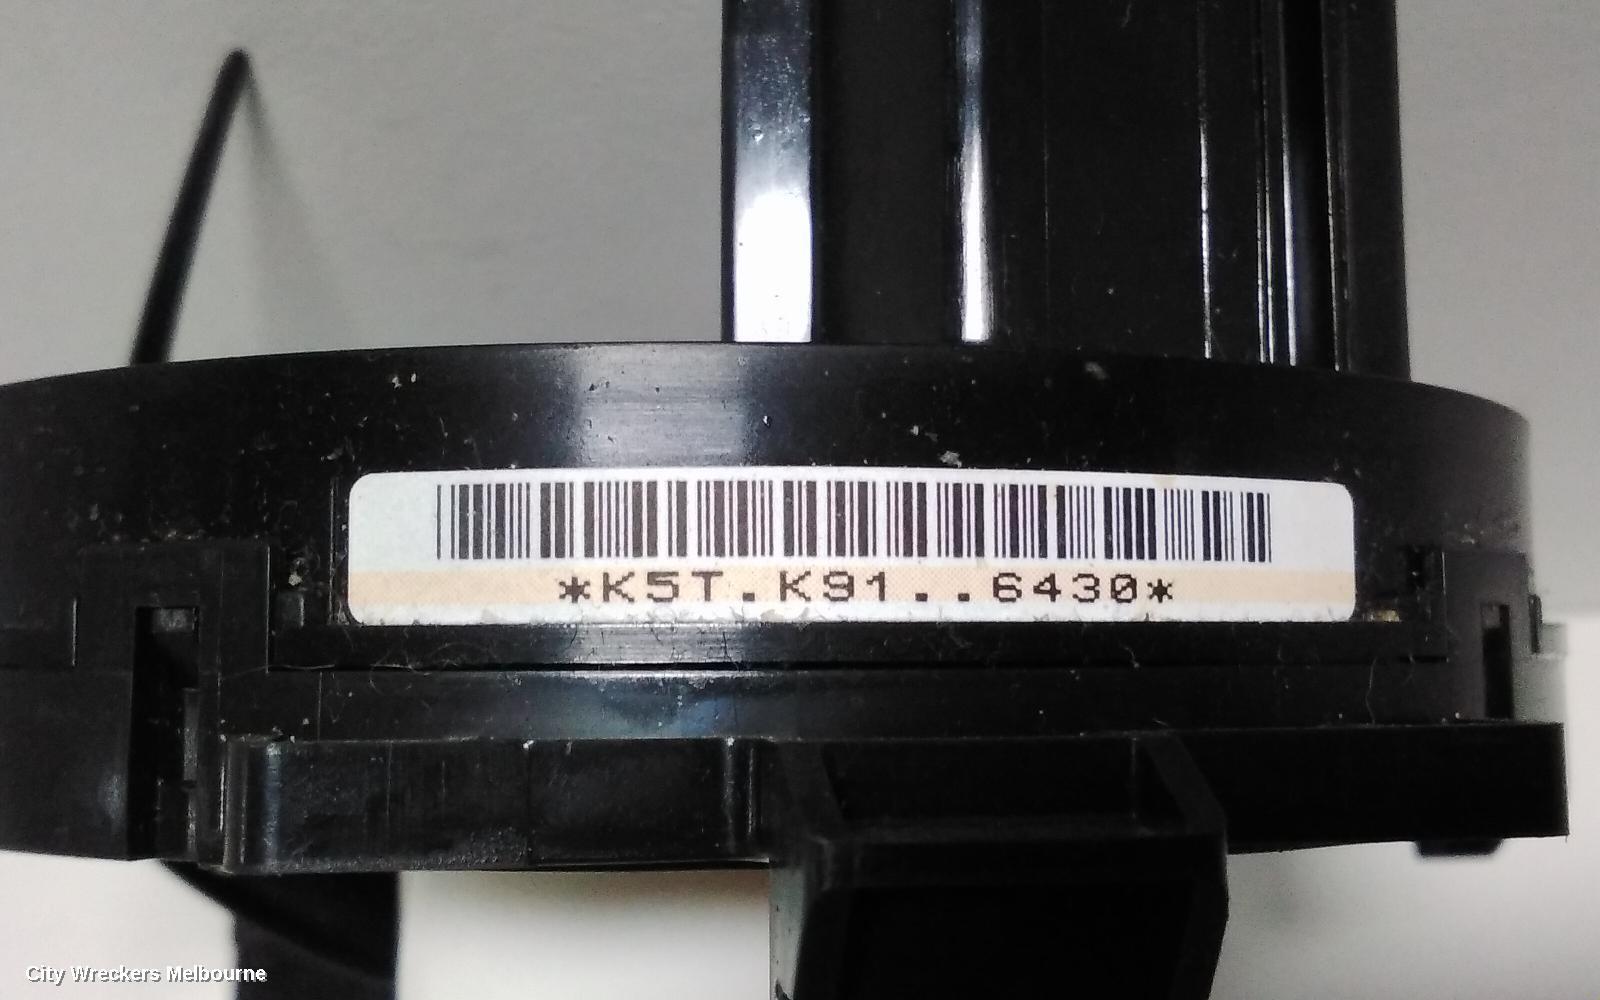 *K5T.K91..6430*
City Wreckers Melbourne